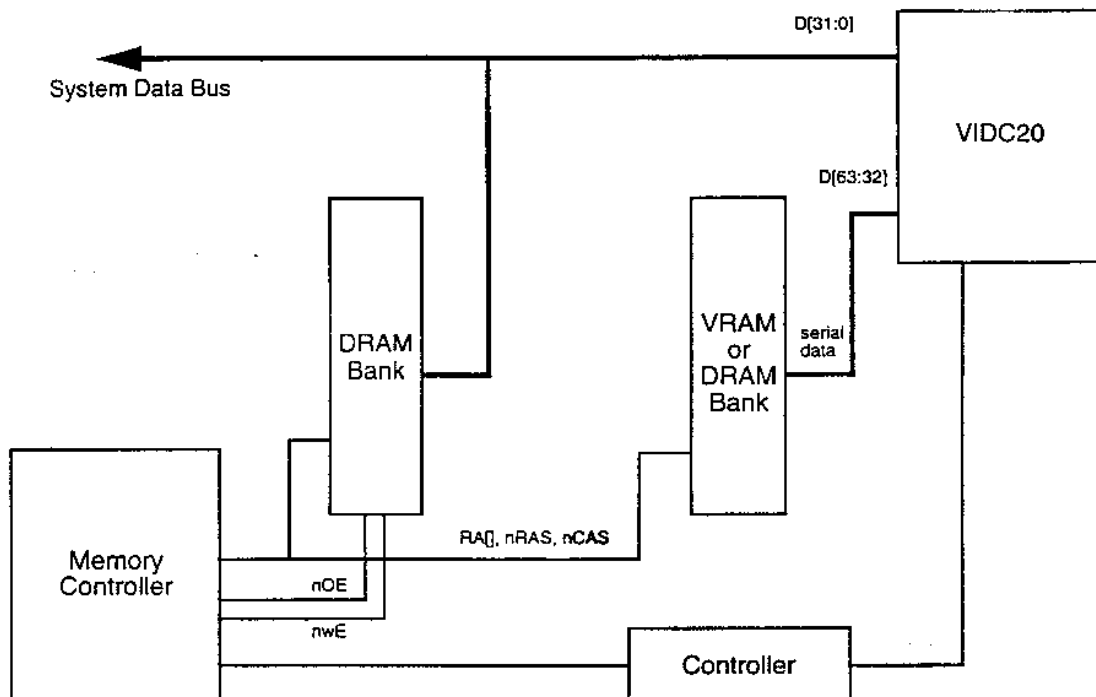 D[31:0]
System Data Bus
VIDC20
D[63:32]
DRAM
Bank
VRAM
or
DRAM
Bank
serial
data
RA[], nRAS, nCAS
Memory
Controller
nOE
nwE
Controller